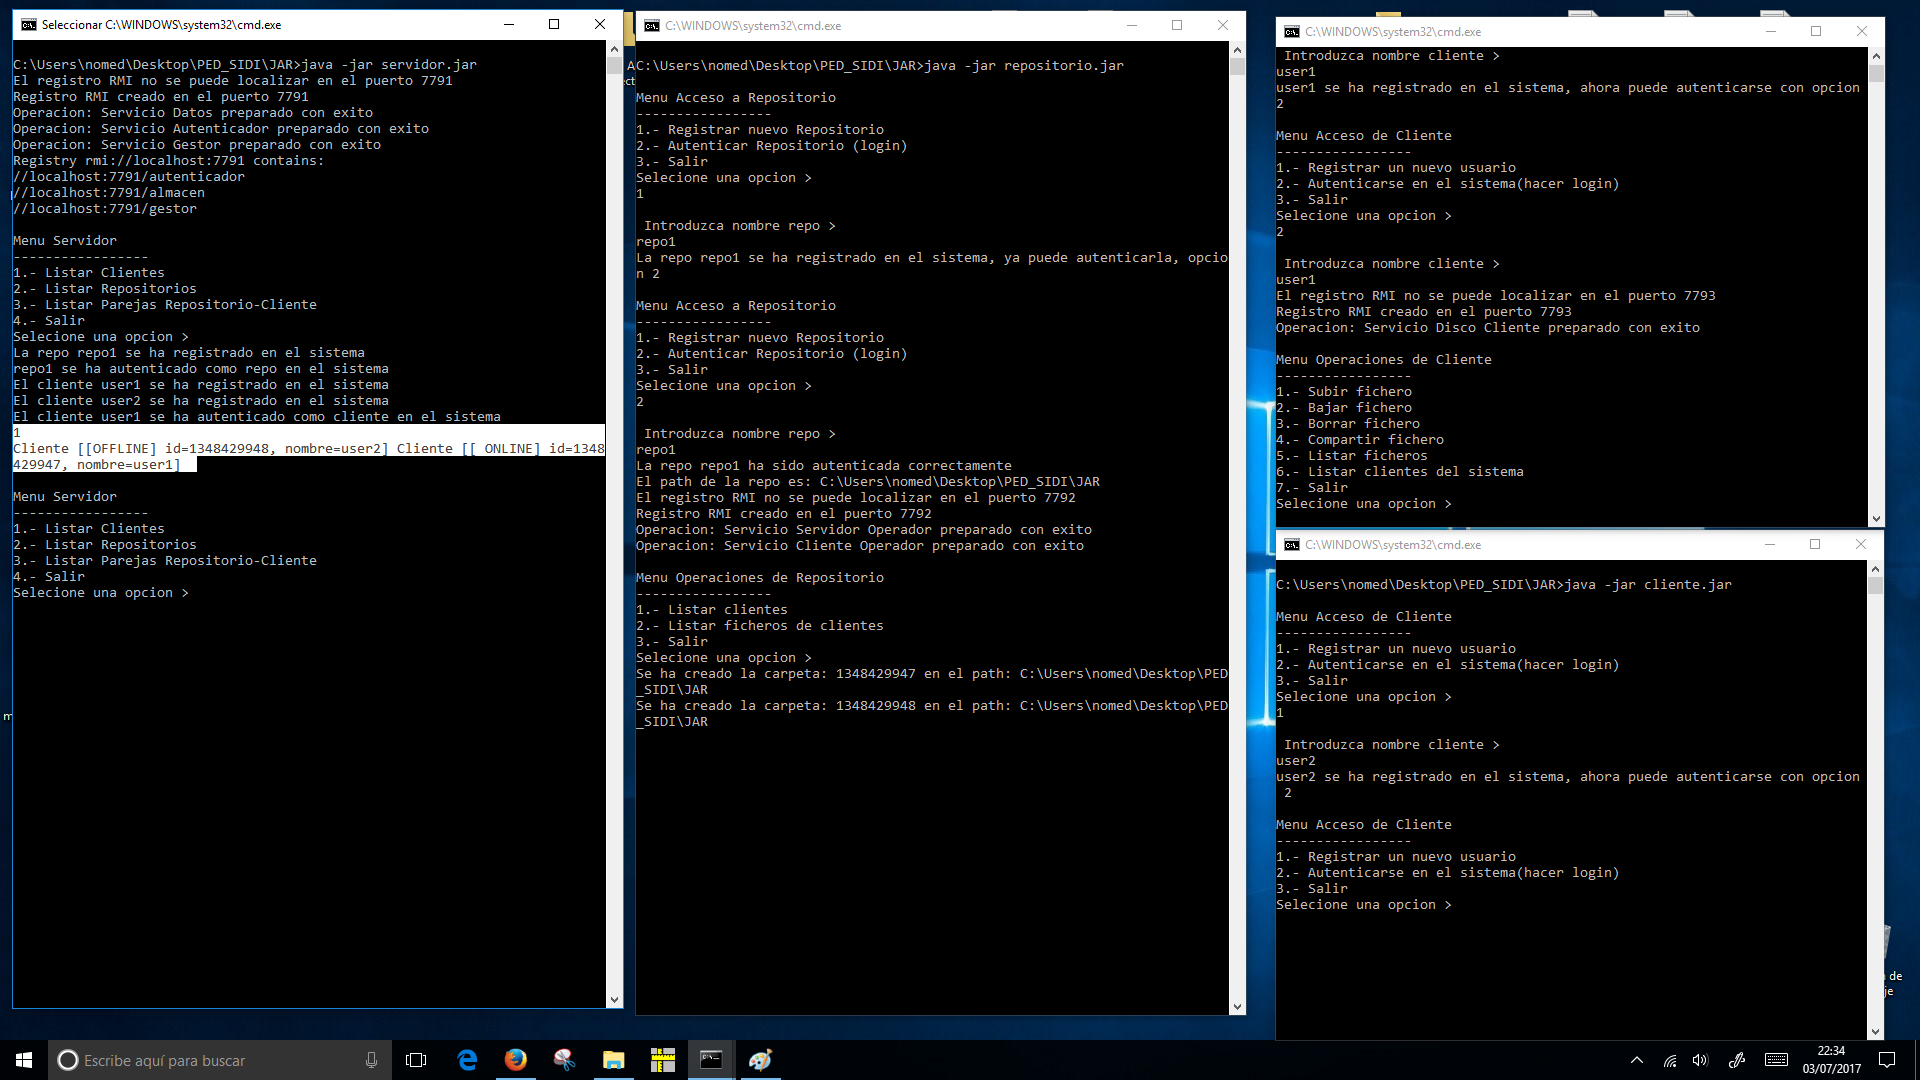 Seleccionar C:\WINDOWS\system32\cmd.exe
C:\Users\nomed\Desktop\PED_SIDI\JAR>java -jar servidor.jar
El registro RMI no se puede localizar en el puerto 7791
Registro RMI creado en el puerto 7791
Operacion: Servicio Datos preparado con exito
Operacion: Servicio Autenticador preparado con exito
Operacion: Servicio Gestor preparado con exito
Registry rmi://localhost:7791 contains:
//localhost:7791/autenticador
//localhost:7791/almacen
//localhost:7791/gestor
Menu Servidor
-----------------
1.- Listar Clientes
2.- Listar Repositorios
3.- Listar Parejas Repositorio-Cliente
4.- Salir
Selecione una opcion >
La repo repo1 se ha registrado en el sistema
repo1 se ha autenticado como repo en el sistema
El cliente user1 se ha registrado en el sistema
El cliente user2 se ha registrado en el sistema
El cliente user1 se ha autenticado como cliente en el sistema
1
Cliente [[OFFLINE] id=1348429948, nombre=user2] Cliente [[ ONLINE] id=1348
429947, nombre=user1]
Menu Servidor
-----------------
1.- Listar Clientes
2.- Listar Repositorios
3.- Listar Parejas Repositorio-Cliente
4.- Salir
Selecione una opcion >
C:\WINDOWS\system32\cmd.exe
C:\Users\nomed\Desktop\PED_SIDI\JAR>java -jar repositorio.jar
Menu Acceso a Repositorio
-----------------
1.- Registrar nuevo Repositorio
2.- Autenticar Repositorio (login)
3.- Salir
Selecione una opcion >
1
Introduzca nombre repo >
repo1
La repo repo1 se ha registrado en el sistema, ya puede autenticarla, opcio
n 2
Menu Acceso a Repositorio
-----------------
1.- Registrar nuevo Repositorio
2.- Autenticar Repositorio (login)
3.- Salir
Selecione una opcion >
2
Introduzca nombre repo >
repo1
La repo repo1 ha sido autenticada correctamente
El path de la repo es: C:\Users\nomed\Desktop\PED_SIDI\JAR
El registro RMI no se puede localizar en el puerto 7792
Registro RMI creado en el puerto 7792
Operacion: Servicio Servidor Operador preparado con exito
Operacion: Servicio Cliente Operador preparado con exito
Menu Operaciones de Repositorio
-----------------
1.- Listar clientes
2.- Listar ficheros de clientes
3.- Salir
Selecione una opcion >
Se ha creado la carpeta: 1348429947 en el path: C:\Users\nomed\Desktop\PED
_SIDI\JAR
Se ha creado la carpeta: 1348429948 en el path: C:\Users\nomed\Desktop\PED
_SIDI\JAR
C:\WINDOWS\system32\cmd.exe
Introduzca nombre cliente >
user1
user1 se ha registrado en el sistema, ahora puede autenticarse con opcion
2
Menu Acceso de Cliente
-----------------
1.- Registrar un nuevo usuario
2.- Autenticarse en el sistema(hacer login)
3.- Salir
Selecione una opcion >
2
Introduzca nombre cliente >
user1
El registro RMI no se puede localizar en el puerto 7793
Registro RMI creado en el puerto 7793
Operacion: Servicio Disco Cliente preparado con exito
Menu Operaciones de Cliente
-----------------
1.- Subir fichero
2.- Bajar fichero
3.- Borrar fichero
4.- Compartir fichero
5.- Listar ficheros
6.- Listar clientes del sistema
7.- Salir
Selecione una opcion >
C:\WINDOWS\system32\cmd.exe
C:\Users\nomed\Desktop\PED_SIDI\JAR>java -jar cliente.jar
Menu Acceso de Cliente
-----------------
1.- Registrar un nuevo usuario
2.- Autenticarse en el sistema(hacer login)
3.- Salir
Selecione una opcion >
1
Introduzca nombre cliente >
user2
user2 se ha registrado en el sistema, ahora puede autenticarse con opcion
2
Menu Acceso de Cliente
-----------------
1.- Registrar un nuevo usuario
2.- Autenticarse en el sistema(hacer login)
3.- Salir
Selecione una opcion >
Escribe aquí para buscar
22:34
03/07/2017